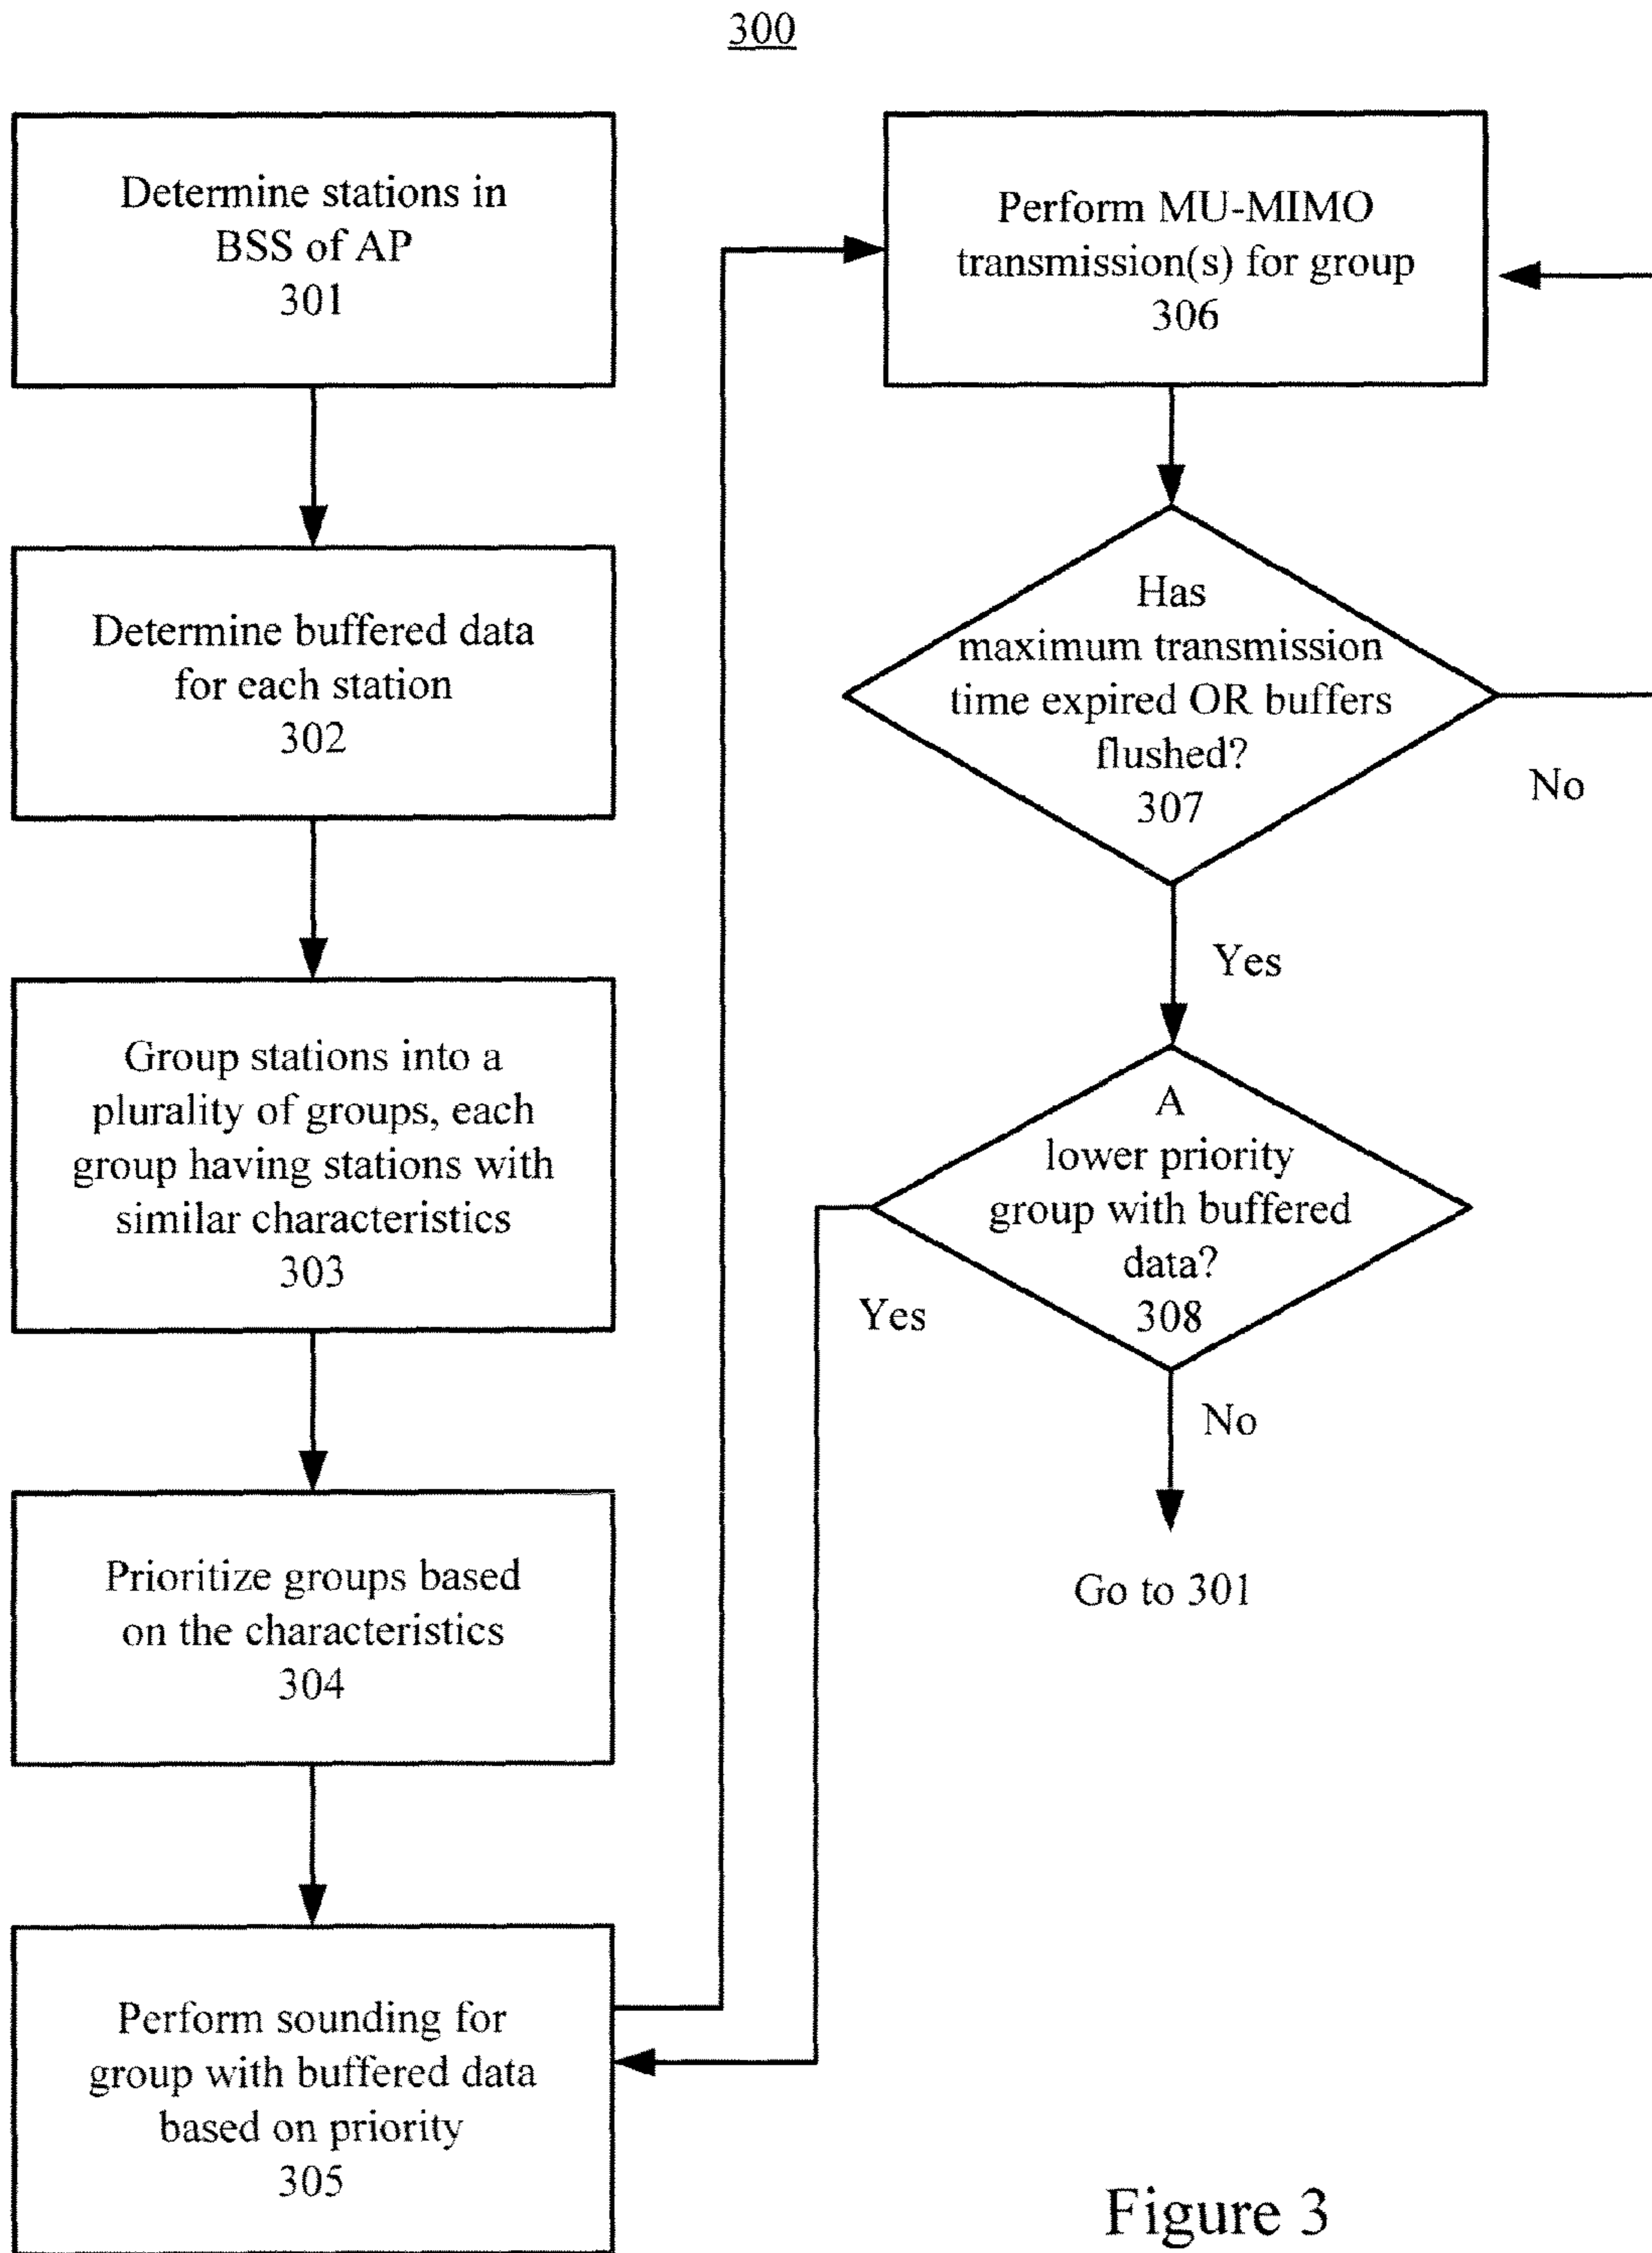 300
Determine stations in
BSS of AP
301
Determine buffered data
for each station
302
Group stations into a
plurality of groups, each
group having stations with
similar characteristics
303
Prioritize groups based
on the characteristics
304
Perform sounding for
group with buffered data
based on priority
305
Perform MU-MIMO
transmission(s) for group
306
Has
maximum transmission
time expired OR buffers
flushed?
307
No
Yes
A
lower priority
group with buffered
data?
308
Yes
No
Go to 301
Figure 3